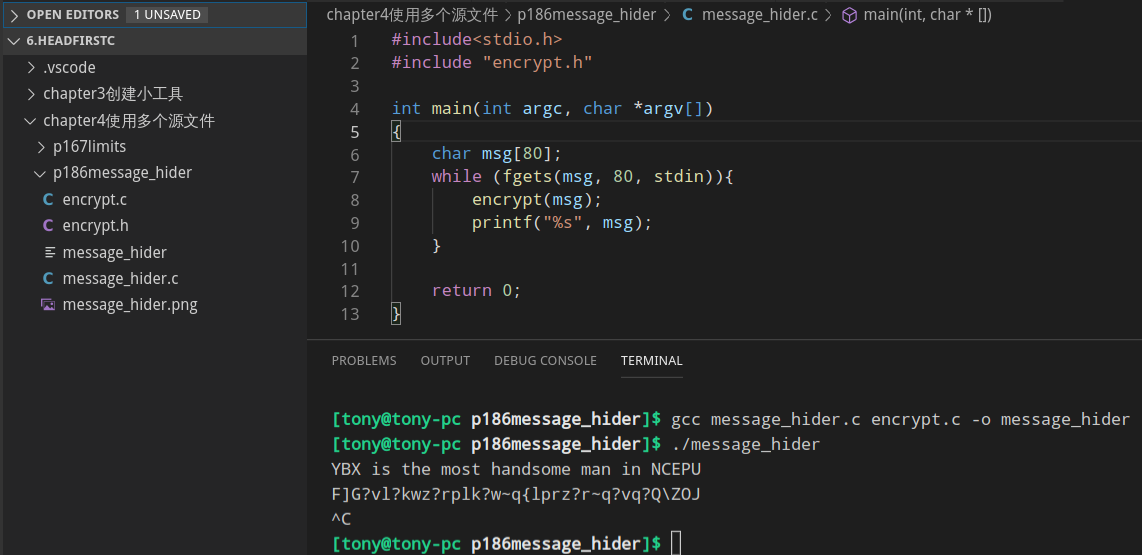 OPEN EDITORS 1 UNSAVED
6.HEADFIRSTC
.vscode
chapter3创建小工具
chapter4使用多个源文件
p167limits
p186message_hider
encrypt.c
encrypt.h
message_hider
message_hider.c
message_hider.png
chapter4使用多个源文件 > p186message_hider > C message_hider.c > main(int, char * [])
1 #include<stdio.h>
2 #include "encrypt.h"
3
4 int main(int argc, char *argv[])
5 {
6 char msg[80];
7 while (fgets(msg, 80, stdin)){
8 encrypt(msg);
9 printf("%s", msg);
10 }
11
12 return 0;
13 }
PROBLEMS OUTPUT DEBUG CONSOLE TERMINAL
[tony@tony-pc p186message_hider]$ gcc message_hider.c encrypt.c -o message_hider
[tony@tony-pc p186message_hider]$ ./message_hider
YBX is the most handsome man in NCEPU
F]G?vl?kwz?rplk?w~q{lprz?r~q?vq?Q\ZOJ
^C
[tony@tony-pc p186message_hider]$